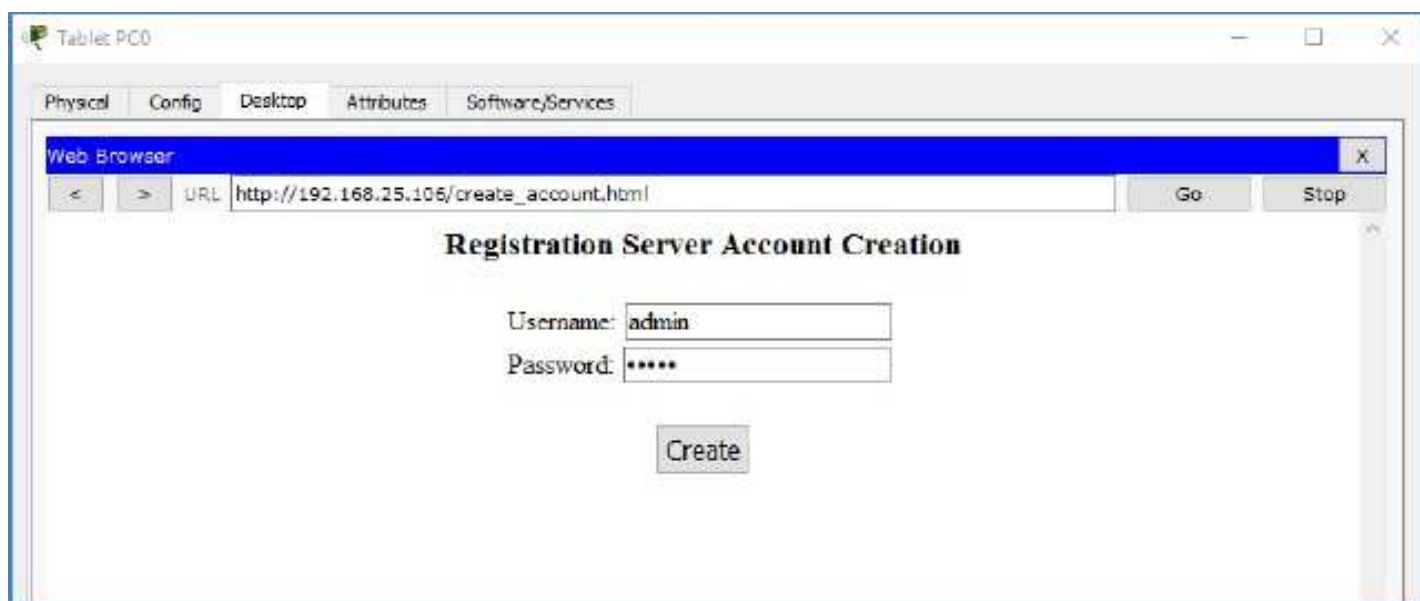 Tablet PC0
Physical Config Desktop Attributes Software/Services
Web Browser X
< > URL http://192.168.25.106/create_account.html Go Stop
Registration Server Account Creation
Username: admin
Password: •••••
Create